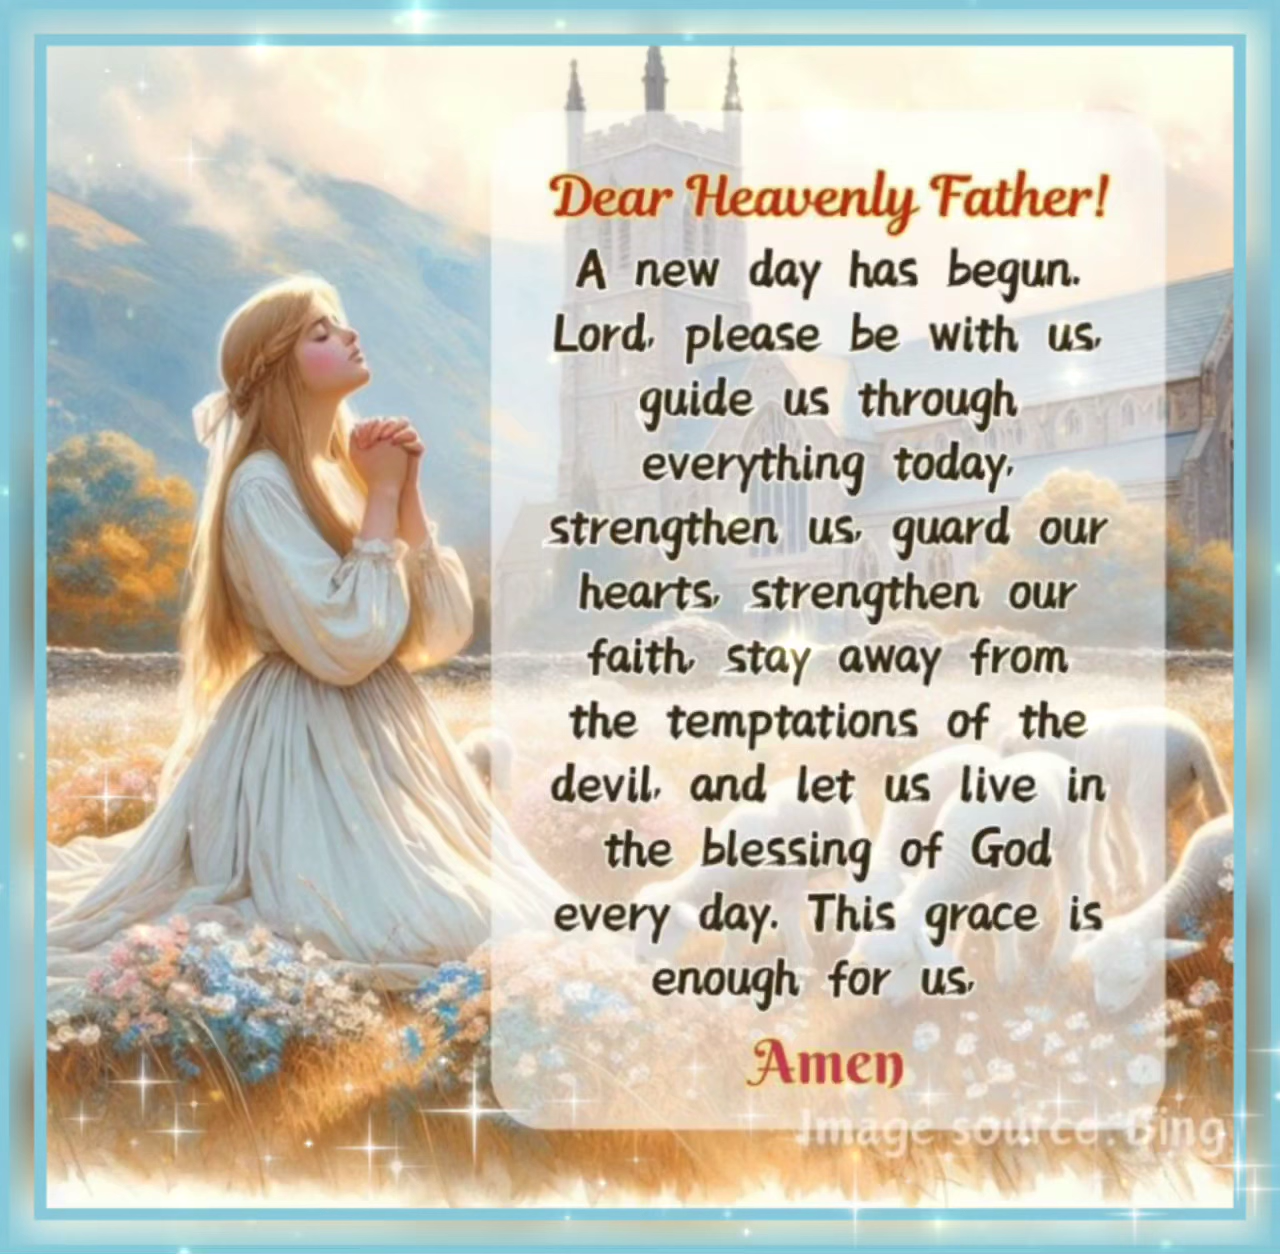 Dear Heavenly Father!
A new day has begun.
Lord, please be with us,
guide us through
everything today,
strengthen us, guard our
hearts, strengthen our
faith, stay away from
the temptations of the
devil, and let us live in
the blessing of God
every day. This grace is
enough for us,
Amen
Image source: Bing